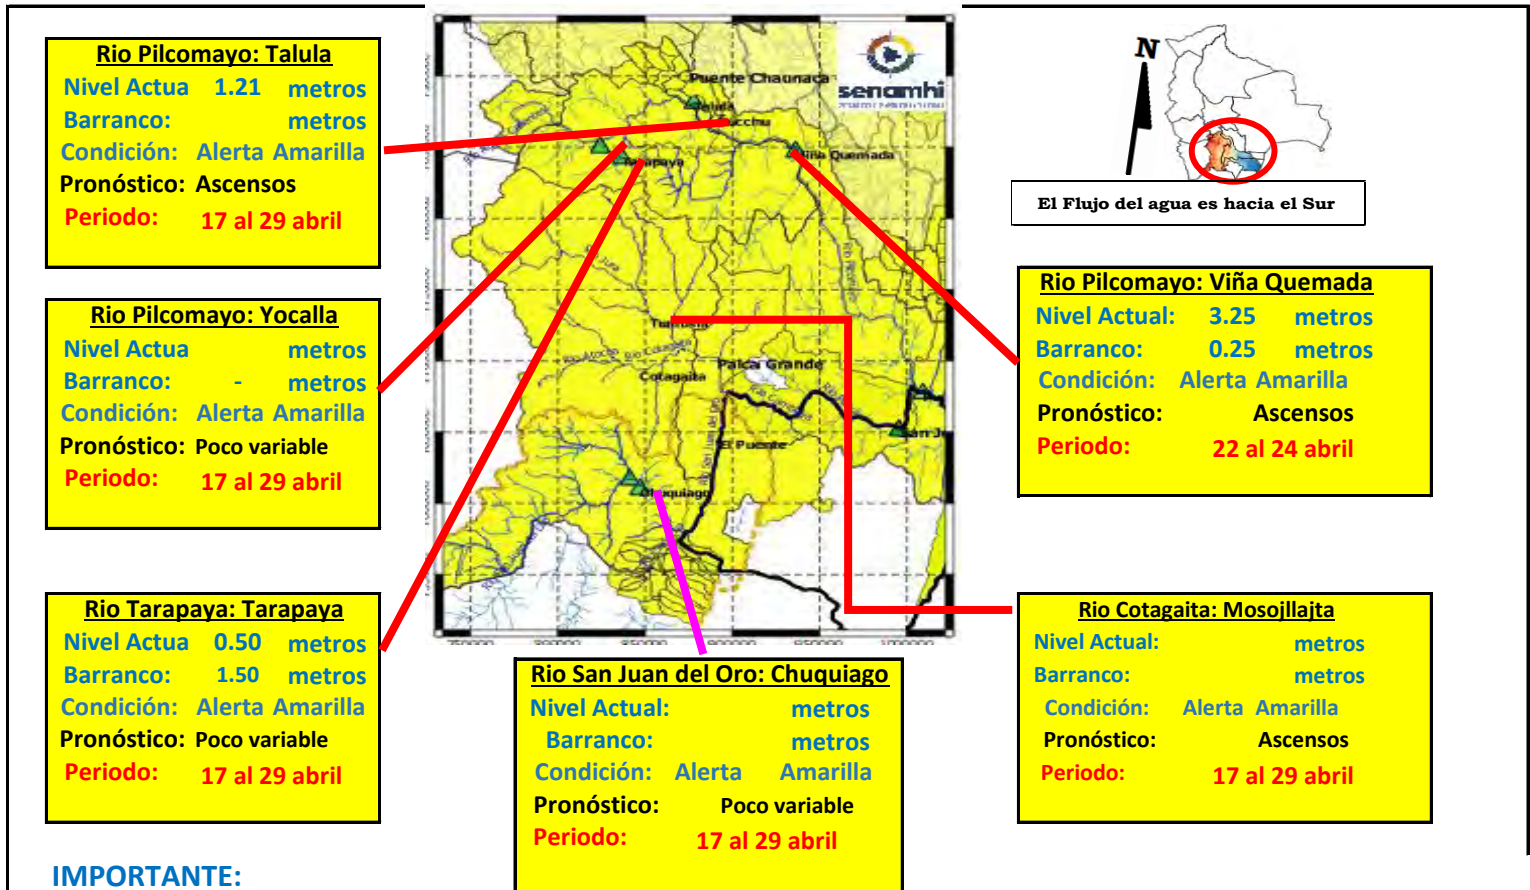 Rio Pilcomayo: Talula
Nivel Actua 1.21 metros
Barranco: metros
Condición: Alerta Amarilla
Pronóstico: Ascensos
Periodo: 17 al 29 abril
Rio Pilcomayo: Yocalla
Nivel Actua metros
Barranco: - metros
Condición: Alerta Amarilla
Pronóstico: Poco variable
Periodo: 17 al 29 abril
Rio Tarapaya: Tarapaya
Nivel Actua 0.50 metros
Barranco: 1.50 metros
Condición: Alerta Amarilla
Pronóstico: Poco variable
Periodo: 17 al 29 abril
IMPORTANTE:
senamhi
Puente Chaunaca
Tarapaya
Viña Quemada
Palca Grande
Cotagaita
El Puente
Chuquiago
Rio San Juan del Oro: Chuquiago
Nivel Actual: metros
Barranco: metros
Condición: Alerta Amarilla
Pronóstico: Poco variable
Periodo: 17 al 29 abril
N
El Flujo del agua es hacia el Sur
Rio Pilcomayo: Viña Quemada
Nivel Actual: 3.25 metros
Barranco: 0.25 metros
Condición: Alerta Amarilla
Pronóstico: Ascensos
Periodo: 22 al 24 abril
Rio Cotagaita: Mosojllajta
Nivel Actual: metros
Barranco: metros
Condición: Alerta Amarilla
Pronóstico: Ascensos
Periodo: 17 al 29 abril